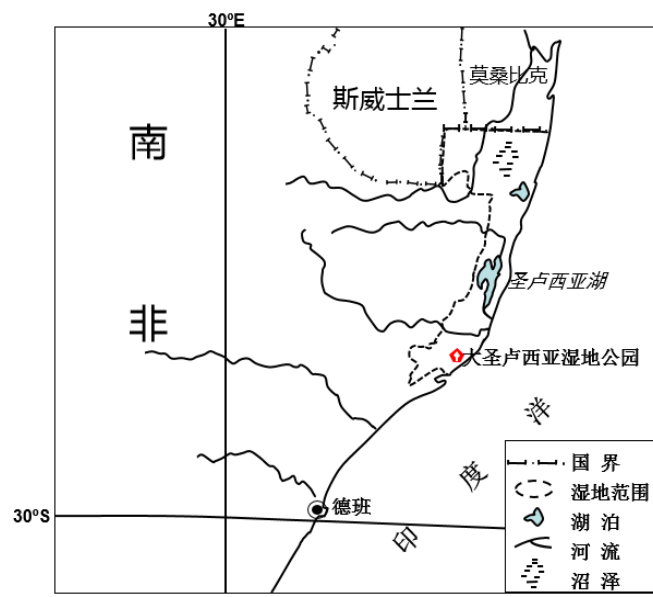 30°E
莫桑比克
斯威士兰
南
非
圣卢西亚湖
大圣卢西亚湿地公园
印度洋
30°S
德班
国界
湿地范围
湖泊
河流
沼泽